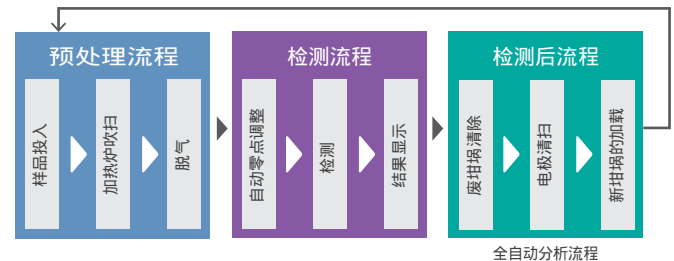 预处理流程
样品投入
加热炉吹扫
脱气
检测流程
自动零点调整
检测
结果显示
检测后流程
废坩埚清除
电极清扫
新坩埚的加载
全自动分析流程